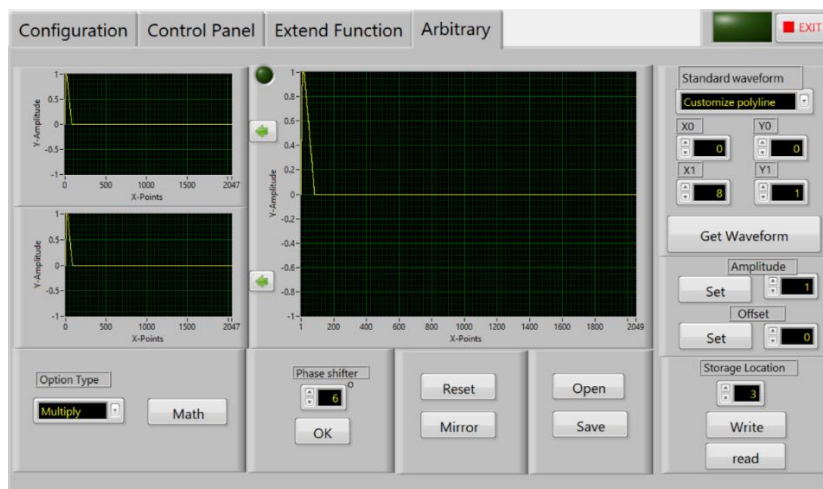 Configuration
Control Panel
Extend Function
Arbitrary
EXIT
Y-Amplitude
1
0.5
0
-0.5
-1
0 500 1000 1500 2047
X-Points
Y-Amplitude
1
0.5
0
-0.5
-1
0 500 1000 1500 2047
X-Points
Y-Amplitude
1
0.8
0.6
0.4
0.2
0
-0.2
-0.4
-0.6
-0.8
-1
1 200 400 600 800 1000 1200 1400 1600 1800 2049
X-Points
Standard waveform
Customize polyline
X0 Y0
0 0
X1 Y1
8 1
Get Waveform
Amplitude
Set 1
Offset
Set 0
Option Type
Multiply
Math
Phase shifter
6 o
OK
Reset
Mirror
Open
Save
Storage Location
3
Write
read